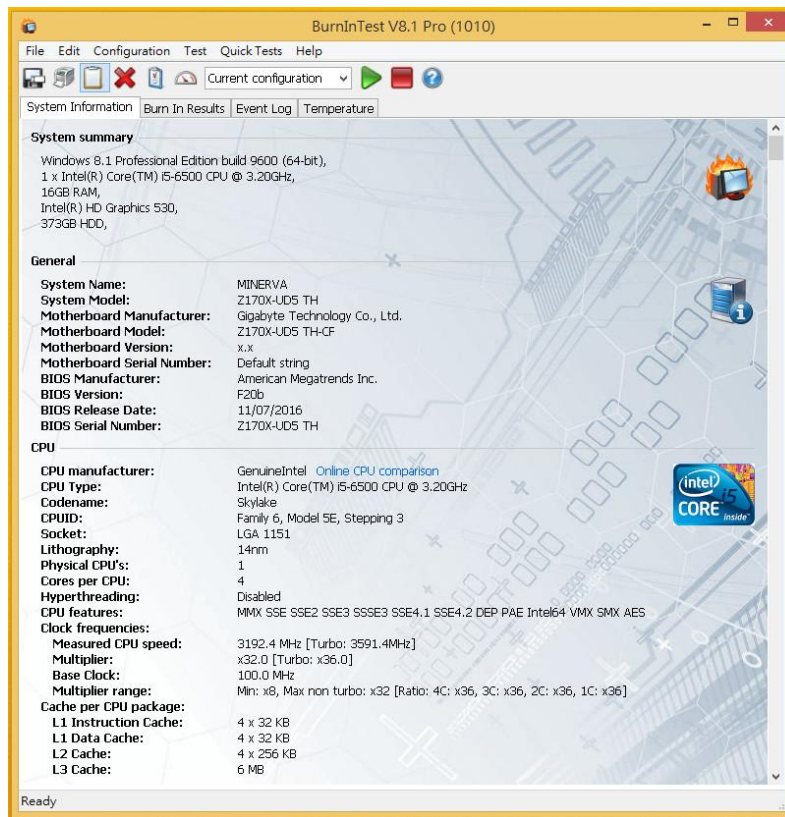 BurnInTest V8.1 Pro (1010)
File Edit Configuration Test Quick Tests Help
Current configuration
System Information Burn In Results Event Log Temperature
System summary
Windows 8.1 Professional Edition build 9600 (64-bit),
1 x Intel(R) Core(TM) i5-6500 CPU @ 3.20GHz,
16GB RAM,
Intel(R) HD Graphics 530,
373GB HDD,
General
System Name: MINERVA
System Model: Z170X-UD5 TH
Motherboard Manufacturer: Gigabyte Technology Co., Ltd.
Motherboard Model: Z170X-UD5 TH-CF
Motherboard Version: x.x
Motherboard Serial Number: Default string
BIOS Manufacturer: American Megatrends Inc.
BIOS Version: F20b
BIOS Release Date: 11/07/2016
BIOS Serial Number: Z170X-UD5 TH
CPU
CPU manufacturer: GenuineIntel Online CPU comparison
CPU Type: Intel(R) Core(TM) i5-6500 CPU @ 3.20GHz
Codename: Skylake
CPUID: Family 6, Model 5E, Stepping 3
Socket: LGA 1151
Lithography: 14nm
Physical CPU's: 1
Cores per CPU: 4
Hyperthreading: Disabled
CPU features: MMX SSE SSE2 SSE3 SSSE3 SSE4.1 SSE4.2 DEP PAE Intel64 VMX SMX AES
Clock frequencies:
Measured CPU speed: 3192.4 MHz [Turbo: 3591.4MHz]
Multiplier: x32.0 [Turbo: x36.0]
Base Clock: 100.0 MHz
Multiplier range: Min: x8, Max non turbo: x32 [Ratio: 4C: x36, 3C: x36, 2C: x36, 1C: x36]
Cache per CPU package:
L1 Instruction Cache: 4 x 32 KB
L1 Data Cache: 4 x 32 KB
L2 Cache: 4 x 256 KB
L3 Cache: 6 MB
(intel)
i5
CORE inside
Ready